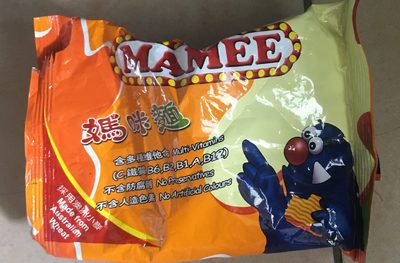 MAMEE
媽咪麵
含多種維他命 Multi Vitamins
(C,鐵質,B6,B2,B1,A,B12)
不含防腐劑 No Preservatives
不含人造色素 No Artificial Colours
採用澳洲小麥
Made from
Australian
Wheat